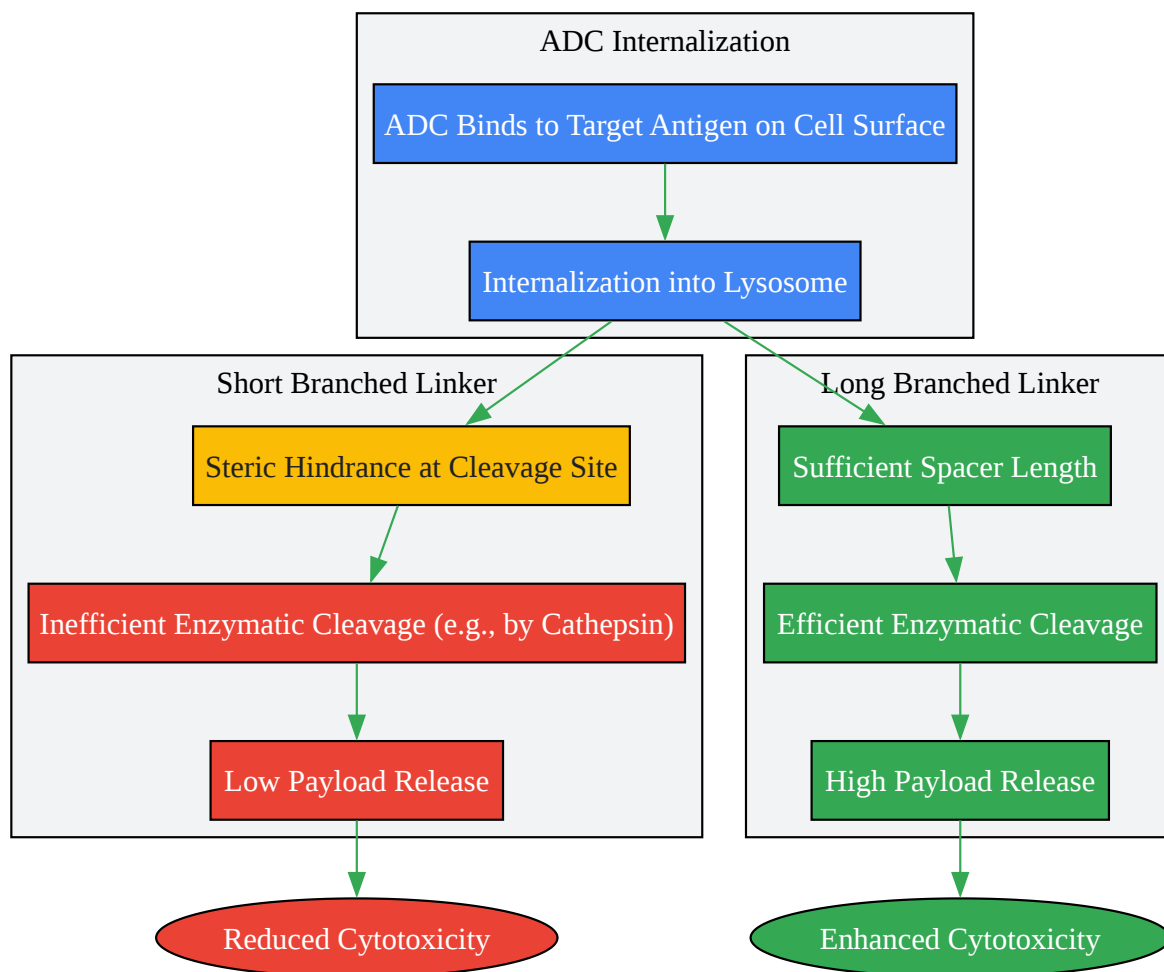 ADC Internalization
ADC Binds to Target Antigen on Cell Surface
Internalization into Lysosome
Short Branched Linker
Steric Hindrance at Cleavage Site
Inefficient Enzymatic Cleavage (e.g., by Cathepsin)
Low Payload Release
Reduced Cytotoxicity
Long Branched Linker
Sufficient Spacer Length
Efficient Enzymatic Cleavage
High Payload Release
Enhanced Cytotoxicity